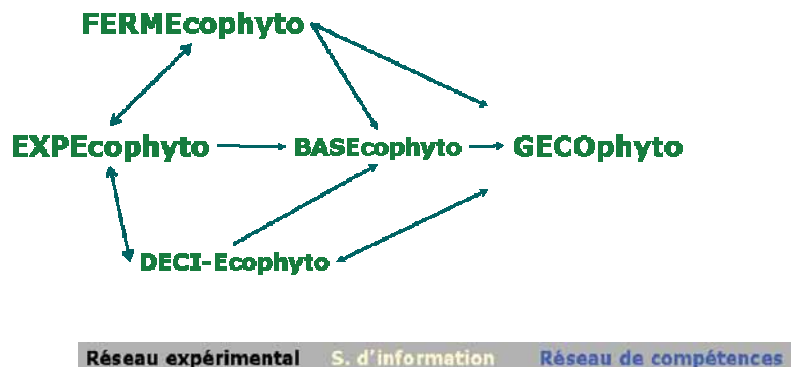 FERMEcophyto
EXPEcophyto BASEcophyto GECOphyto
DECI-Ecophyto
Réseau expérimental S. d'information Réseau de compétences